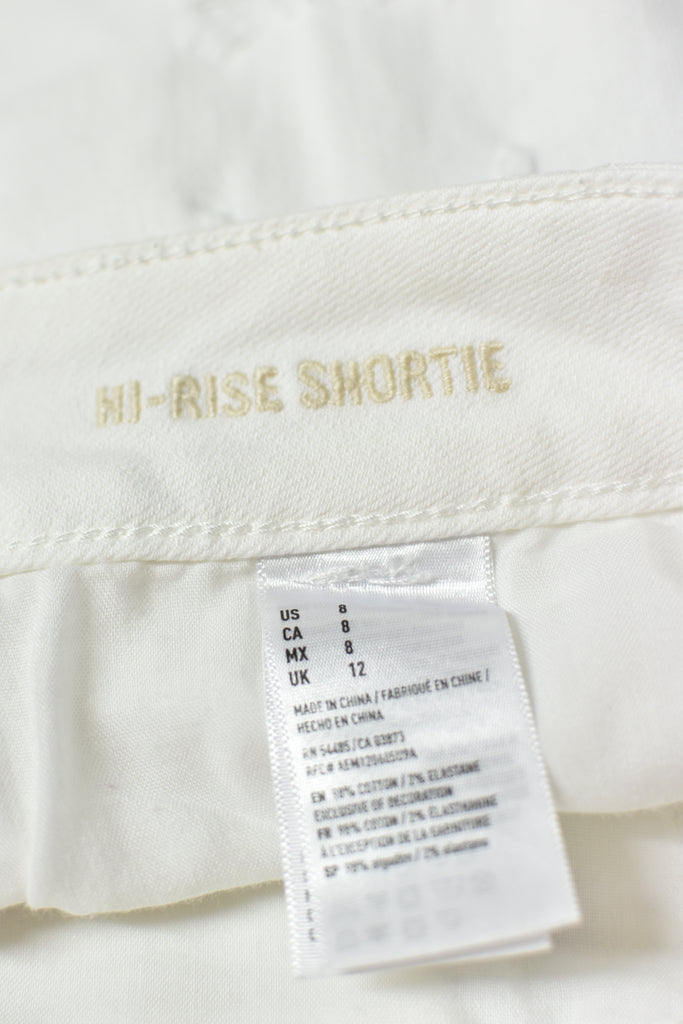 HI-RISE SHORTIE
US 8
CA 8
MX 8
UK 12
MADE IN CHINA / FABRIQUÉ EN CHINE /
HECHO EN CHINA
RN 54485/CA 03873
EN 98% COTTON / 2% ELASTANE
EXCLUSIVE OF DECORATION
FR 98% COTON / 2% ELASTHANNE
À L'EXCEPTION DE LA GARNITURE
SP 98% algodon / 2% elastano